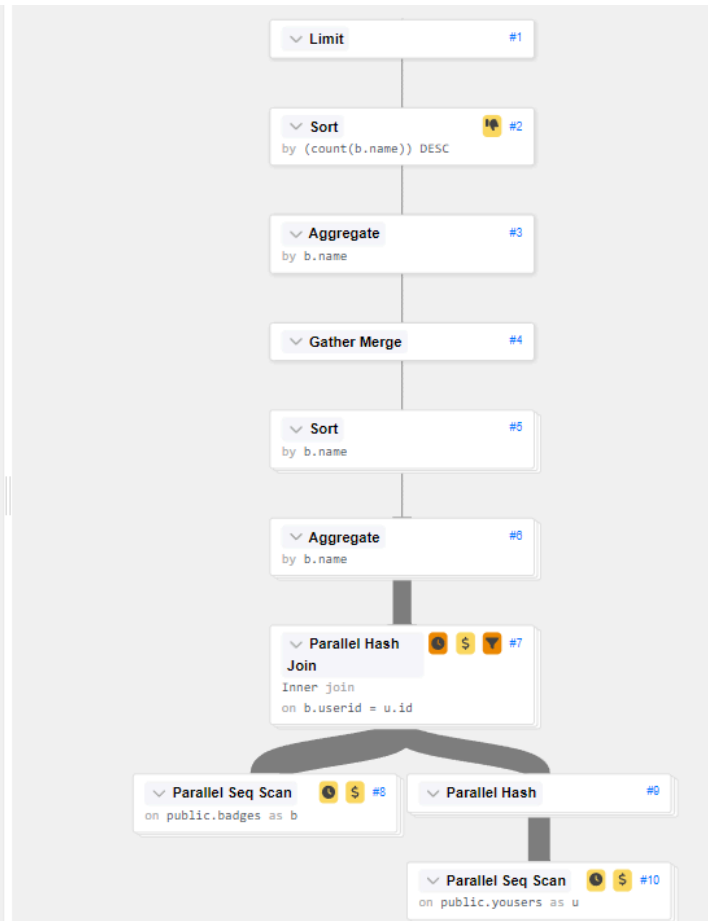 Limit #1
Sort #2
by (count(b.name)) DESC
Aggregate #3
by b.name
Gather Merge #4
Sort #5
by b.name
Aggregate #6
by b.name
Parallel Hash $ #7
Join
Inner join
on b.userid = u.id
Parallel Seq Scan $ #8
on public.badges as b
Parallel Hash #9
Parallel Seq Scan $ #10
on public.yousers as u